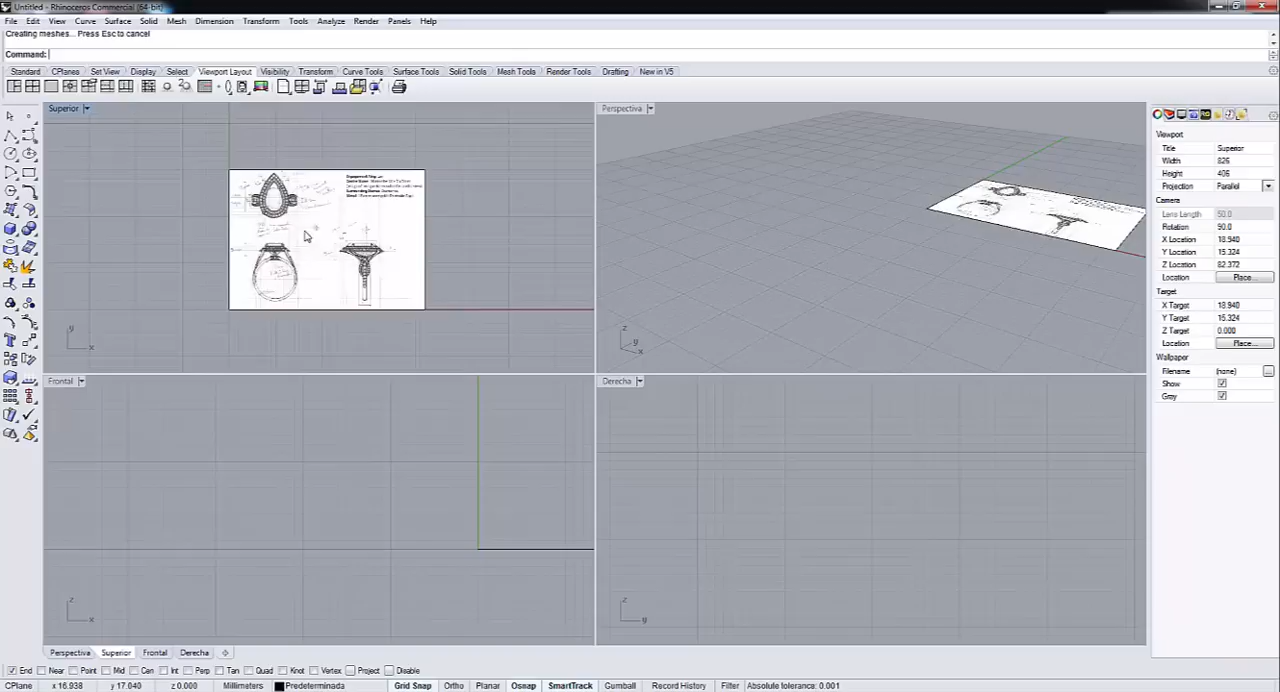 Untitled - Rhinoceros Commercial (64-bit)
File Edit View Curve Surface Solid Mesh Dimension Transform Tools Analyze Render Panels Help
Creating meshes... Press Esc to cancel
Command:
Standard CPlanes Set View Display Select Viewport Layout Visibility Transform Curve Tools Surface Tools Solid Tools Mesh Tools Render Tools Drafting New in V5
Superior
Perspectiva
Frontal
Derecha
z
y
x
y
x
z
x
z
y
Viewport
Title Superior
Width 826
Height 406
Projection Parallel
Camera
Lens Length 50.0
Rotation 90.0
X Location 18.940
Y Location 15.324
Z Location 82.372
Location Place...
Target
X Target 18.940
Y Target 15.324
Z Target 0.000
Location Place...
Wallpaper
Filename (none) ...
Show
Gray
Perspectiva Superior Frontal Derecha
End Near Point Mid Cen Int Perp Tan Quad Knot Vertex Project Disable
CPlane x 16.938 y 17.040 z 0.000 Millimeters Predeterminada Grid Snap Ortho Planar Osnap SmartTrack Gumball Record History Filter Absolute tolerance: 0.001